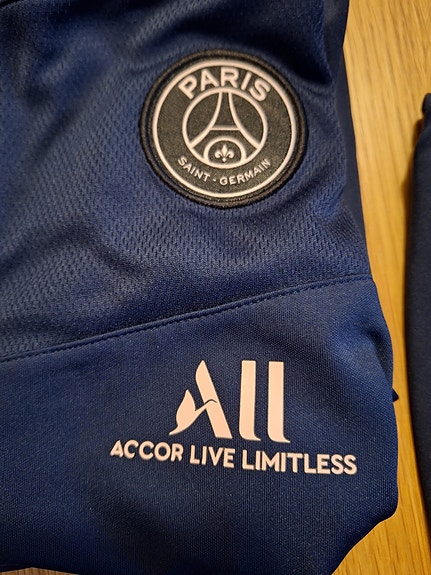 PARIS
SAINT-GERMAIN
All
ACCOR LIVE LIMITLESS